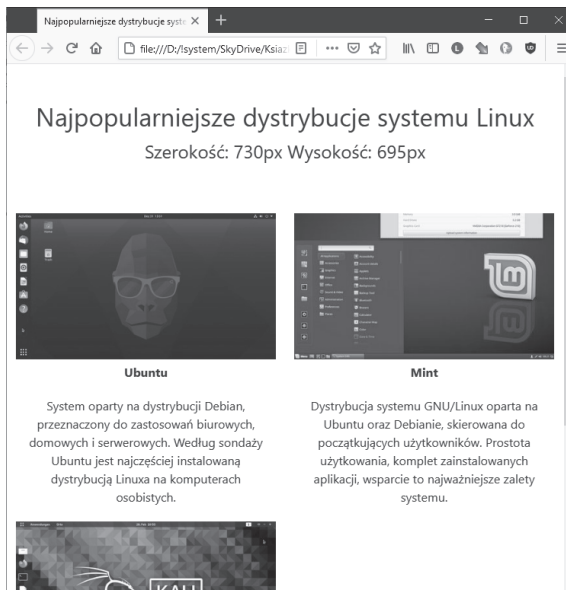 Najpopularniejsze dystrybucje syste
file:///D:/!system/SkyDrive/Ksiaz
Najpopularniejsze dystrybucje systemu Linux
Szerokość: 730px Wysokość: 695px
Ubuntu
System oparty na dystrybucji Debian,
przeznaczony do zastosowań biurowych,
domowych i serwerowych. Według sondaży
Ubuntu jest najczęściej instalowaną
dystrybucją Linuxa na komputerach
osobistych.
Mint
Dystrybucja systemu GNU/Linux oparta na
Ubuntu oraz Debianie, skierowana do
początkujących użytkowników. Prostota
użytkowania, komplet zainstalowanych
aplikacji, wsparcie to najważniejsze zalety
systemu.
KALI